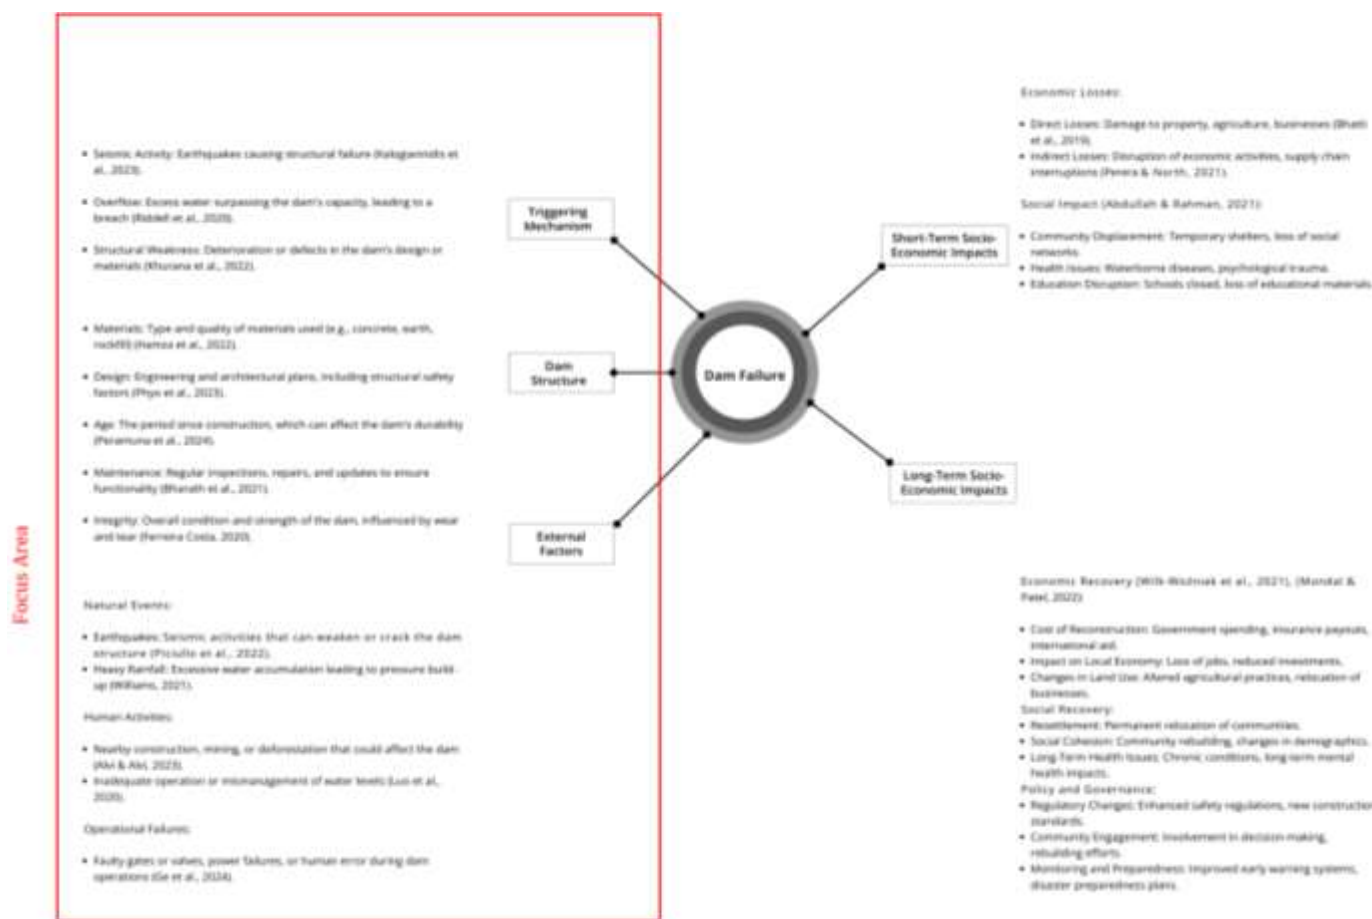 Focus Area
• Seismic Activity: Earthquakes causing structural failure (Kalogiannidis et
al., 2023).
• Overflow: Excess water surpassing the dam's capacity, leading to a
breach (Riddell et al., 2020).
• Structural Weakness: Deterioration or defects in the dam's design or
materials (Khurana et al., 2022).
• Materials: Type and quality of materials used (e.g., concrete, earth,
rockfill) (Hamza et al., 2022).
• Design: Engineering and architectural plans, including structural safety
factors (Phyo et al., 2023).
• Age: The period since construction, which can affect the dam's durability
(Peramuna et al., 2024).
• Maintenance: Regular inspections, repairs, and updates to ensure
functionality (Bharath et al., 2021).
• Integrity: Overall condition and strength of the dam, influenced by wear
and tear (Ferreira Costa, 2020).
Natural Events:
• Earthquakes: Seismic activities that can weaken or crack the dam
structure (Piciullo et al., 2022).
• Heavy Rainfall: Excessive water accumulation leading to pressure build-
up (Williams, 2021).
Human Activities:
• Nearby construction, mining, or deforestation that could affect the dam
(Alvi & Alvi, 2023).
• Inadequate operation or mismanagement of water levels (Luo et al.,
2020).
Operational Failures:
• Faulty gates or valves, power failures, or human error during dam
operations (Ge et al., 2024).
Triggering
Mechanism
Dam
Structure
External
Factors
Dam Failure
Short-Term Socio-
Economic Impacts
Long-Term Socio-
Economic Impacts
Economic Losses:
• Direct Losses: Damage to property, agriculture, businesses (Bhatti
et al., 2019).
• Indirect Losses: Disruption of economic activities, supply chain
interruptions (Perera & North, 2021).
Social Impact (Abdullah & Rahman, 2021):
• Community Displacement: Temporary shelters, loss of social
networks.
• Health Issues: Waterborne diseases, psychological trauma.
• Education Disruption: Schools closed, loss of educational materials.
Economic Recovery (Wilk-Woźniak et al., 2021), (Mondal &
Patel, 2022):
• Cost of Reconstruction: Government spending, insurance payouts,
international aid.
• Impact on Local Economy: Loss of jobs, reduced investments.
• Changes in Land Use: Altered agricultural practices, relocation of
businesses.
Social Recovery:
• Resettlement: Permanent relocation of communities.
• Social Cohesion: Community rebuilding, changes in demographics.
• Long-Term Health Issues: Chronic conditions, long-term mental
health impacts.
Policy and Governance:
• Regulatory Changes: Enhanced safety regulations, new construction
standards.
• Community Engagement: Involvement in decision-making,
rebuilding efforts.
• Monitoring and Preparedness: Improved early warning systems,
disaster preparedness plans.